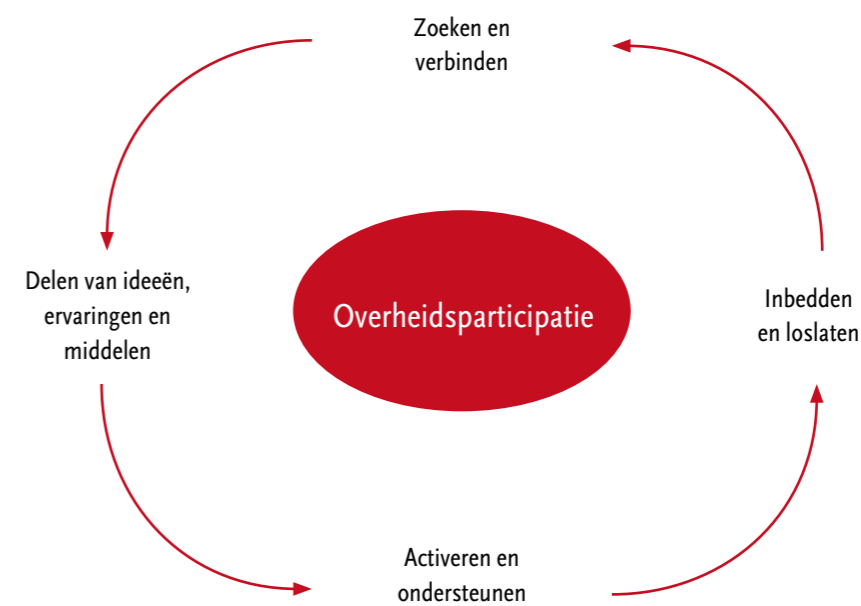 Zoeken en
verbinden
Delen van ideeën,
ervaringen en
middelen
Overheidsparticipatie
Inbedden
en loslaten
Activeren en
ondersteunen